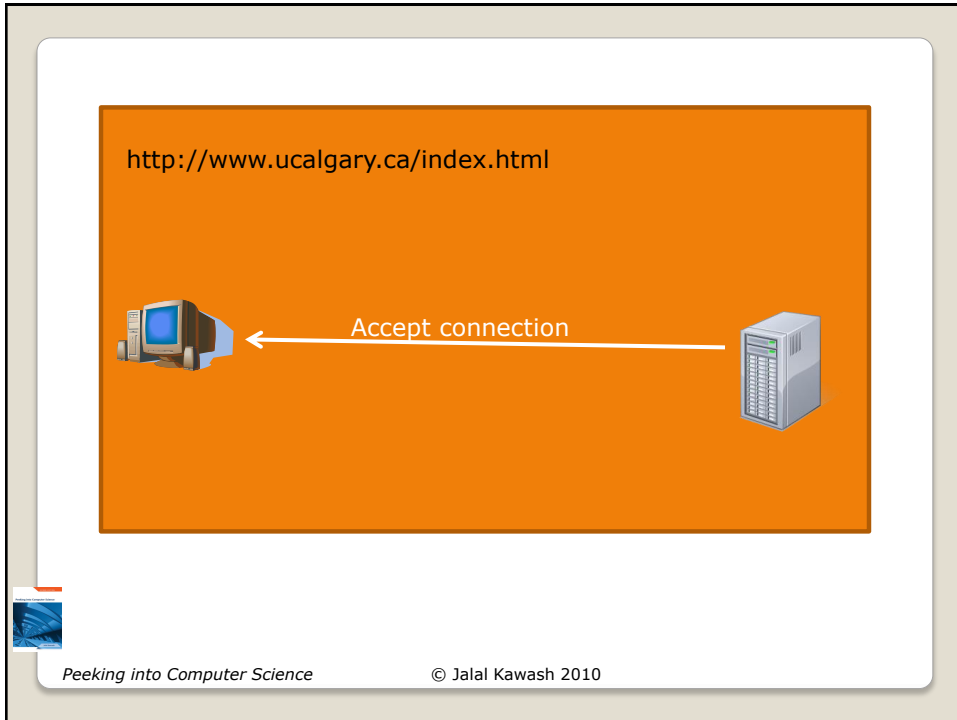 http://www.ucalgary.ca/index.html
Accept connection
Peeking into Computer Science
© Jalal Kawash 2010